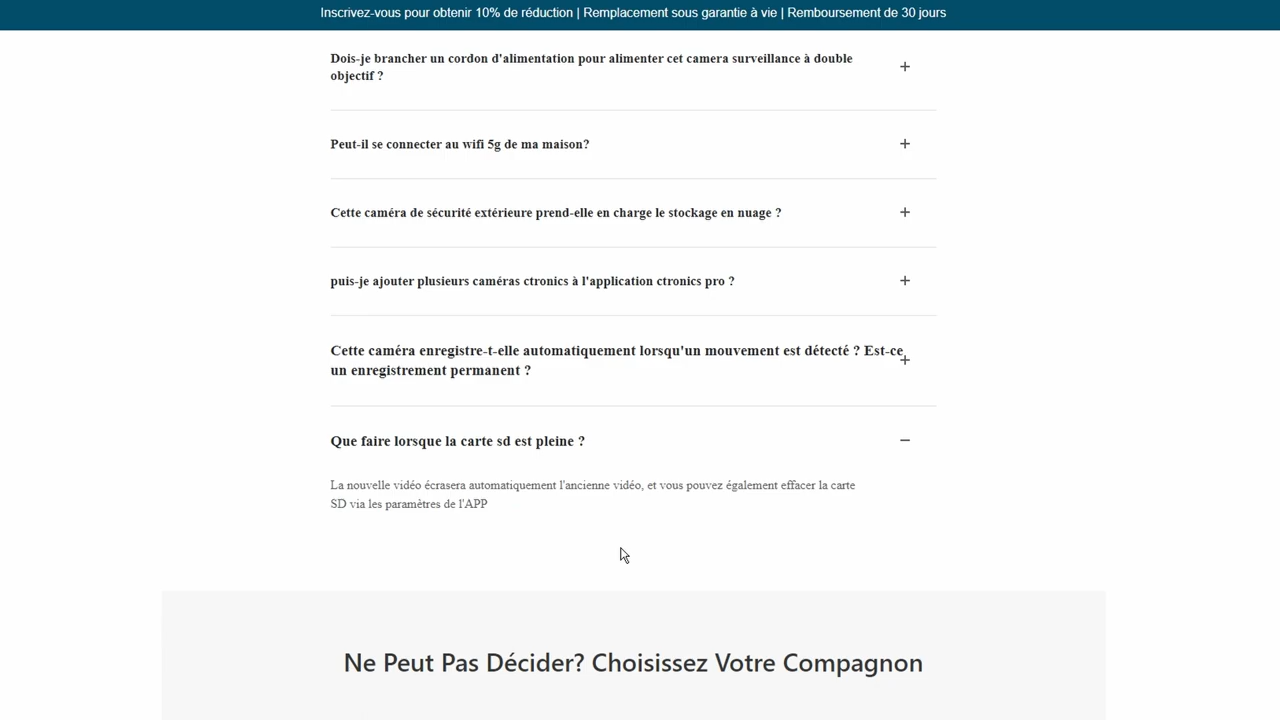 Inscrivez-vous pour obtenir 10% de réduction | Remplacement sous garantie à vie | Remboursement de 30 jours
Dois-je brancher un cordon d'alimentation pour alimenter cet camera surveillance à double
objectif ?
Peut-il se connecter au wifi 5g de ma maison?
Cette caméra de sécurité extérieure prend-elle en charge le stockage en nuage ?
puis-je ajouter plusieurs caméras ctronics à l'application ctronics pro ?
Cette caméra enregistre-t-elle automatiquement lorsqu'un mouvement est détecté ? Est-ce
un enregistrement permanent ?
Que faire lorsque la carte sd est pleine ?
La nouvelle vidéo écrasera automatiquement l'ancienne vidéo, et vous pouvez également effacer la carte
SD via les paramètres de l'APP
Ne Peut Pas Décider? Choisissez Votre Compagnon